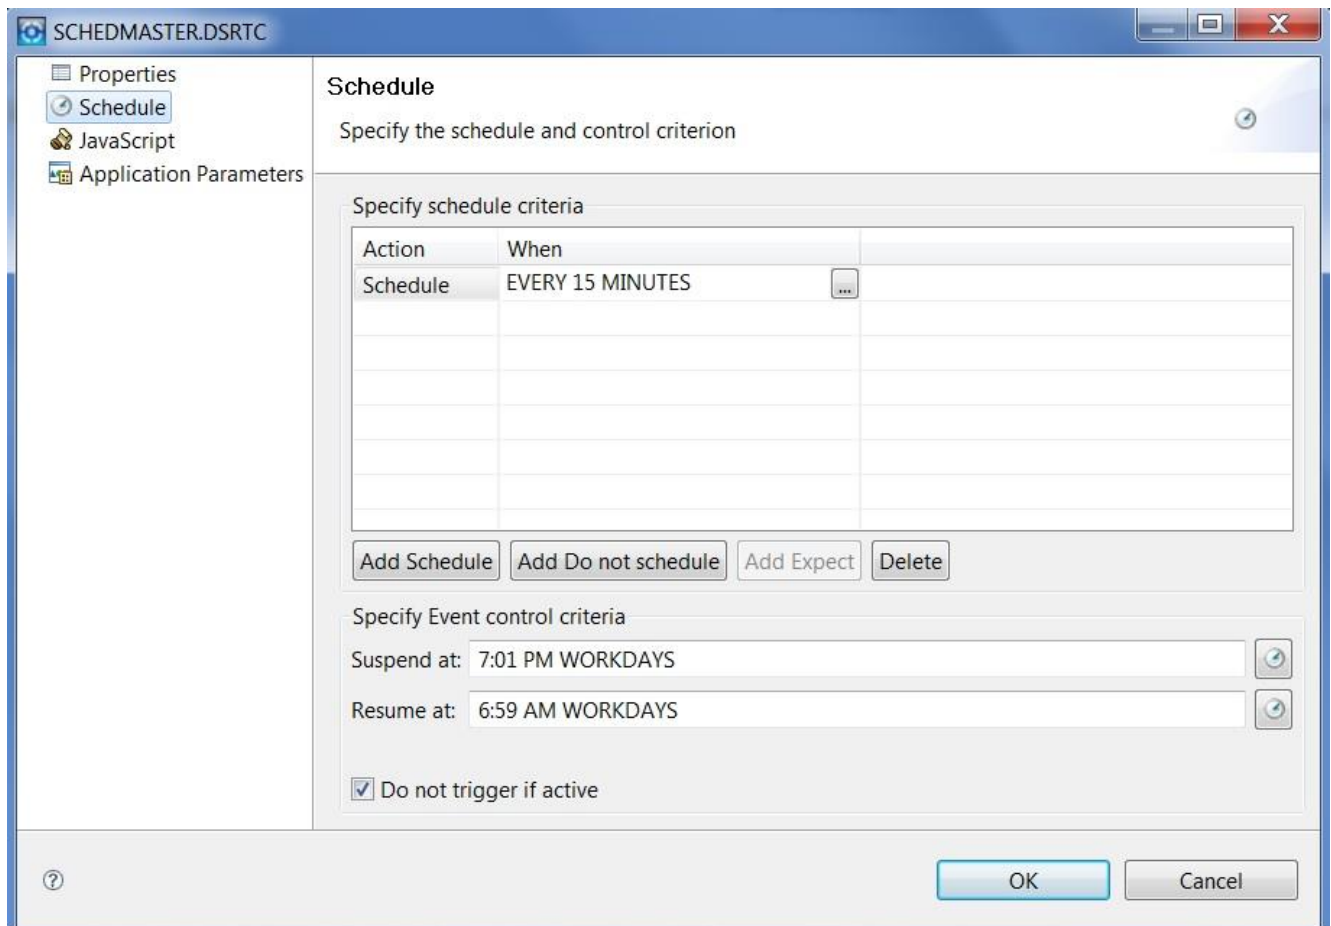 SCHEDMASTER.DSRTC
Properties
Schedule
JavaScript
Application Parameters
Schedule
Specify the schedule and control criterion
Specify schedule criteria
Action When
Schedule EVERY 15 MINUTES ...
Add Schedule Add Do not schedule Add Expect Delete
Specify Event control criteria
Suspend at: 7:01 PM WORKDAYS
Resume at: 6:59 AM WORKDAYS
Do not trigger if active
? OK Cancel